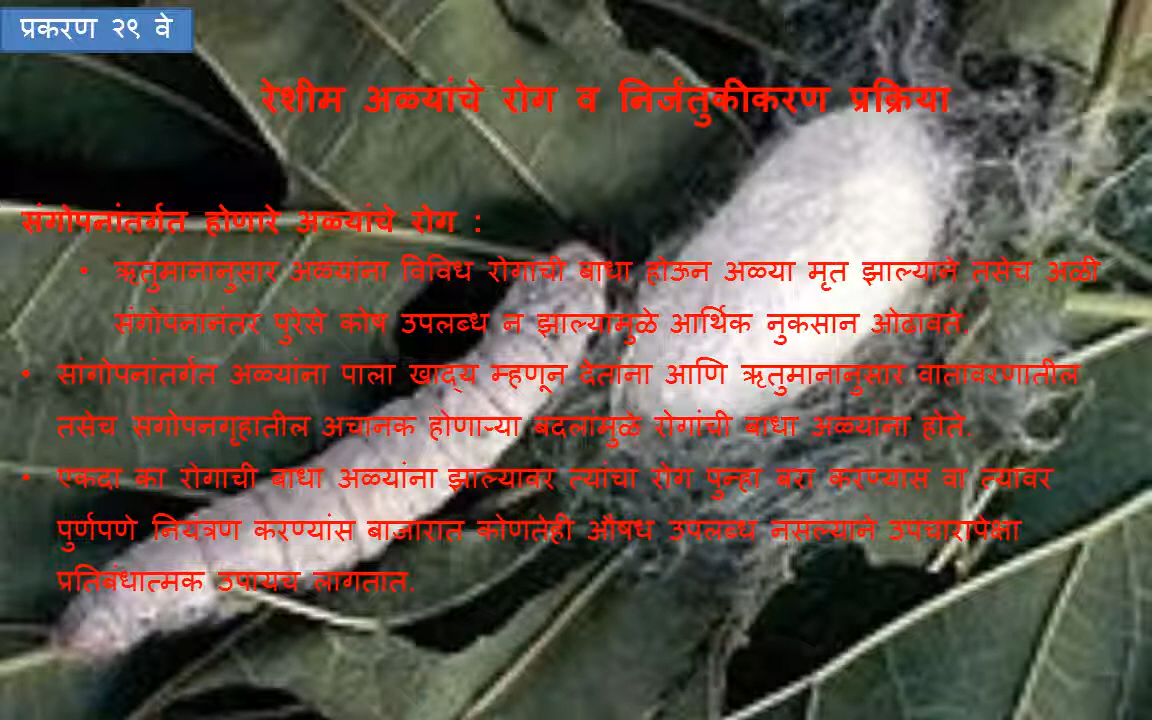 प्रकरण २९ वे
रेशीम अळ्यांचे रोग व निर्जंतुकीकरण प्रक्रिया
संगोपनांतर्गत होणारे अळ्यांचे रोग :
• ऋतुमानानुसार अळ्यांना विविध रोगांची बाधा होऊन अळ्या मृत झाल्याने तसेच अळी
संगोपनानंतर पुरेसे कोष उपलब्ध न झाल्यामुळे आर्थिक नुकसान ओढावते.
• सांगोपनांतर्गत अळ्यांना पाला खाद्य म्हणून देतांना आणि ऋतुमानानुसार वातावरणातील
तसेच संगोपनगृहातील अचानक होणाऱ्या बदलांमुळे रोगांची बाधा अळ्यांना होते.
• एकदा का रोगाची बाधा अळ्यांना झाल्यावर त्यांचा रोग पुन्हा बरा करण्यास वा त्यावर
पुर्णपणे नियंत्रण करण्यांस बाजारात कोणतेही औषध उपलब्ध नसल्याने उपचारापेक्षा
प्रतिबंधात्मक उपायच लागतात.